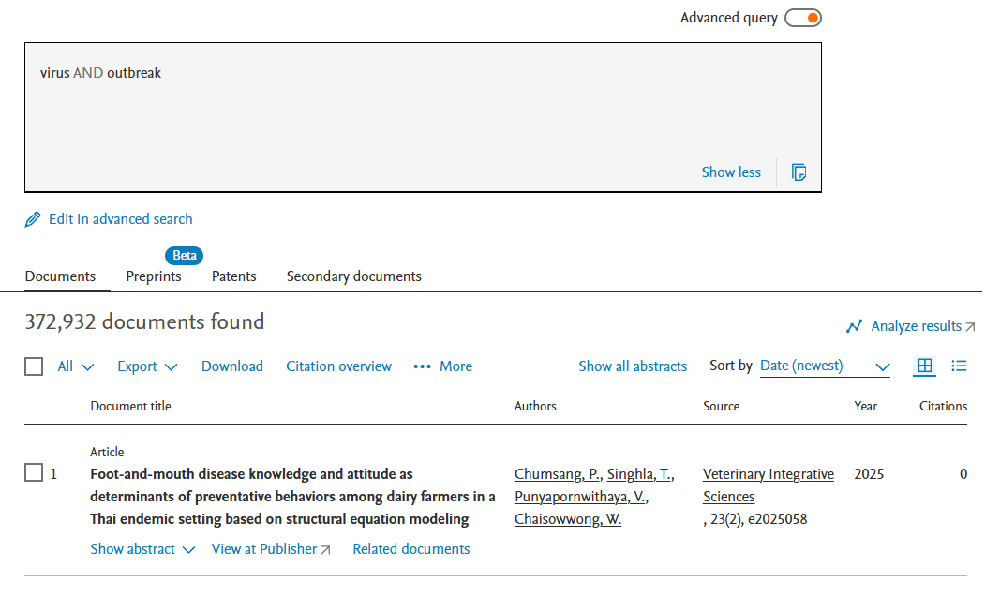 Advanced query
virus AND outbreak
Show less
Edit in advanced search
Beta
Documents Preprints Patents Secondary documents
372,932 documents found
Analyze results
All Export Download Citation overview ••• More Show all abstracts Sort by Date (newest)
Document title Authors Source Year Citations
Article
1 Foot-and-mouth disease knowledge and attitude as Chumsang, P., Singhla, T., Veterinary Integrative 2025 0
determinants of preventative behaviors among dairy farmers in a Punyapornwithaya, V., Sciences
Thai endemic setting based on structural equation modeling Chaisowwong, W. , 23(2), e2025058
Show abstract View at Publisher Related documents